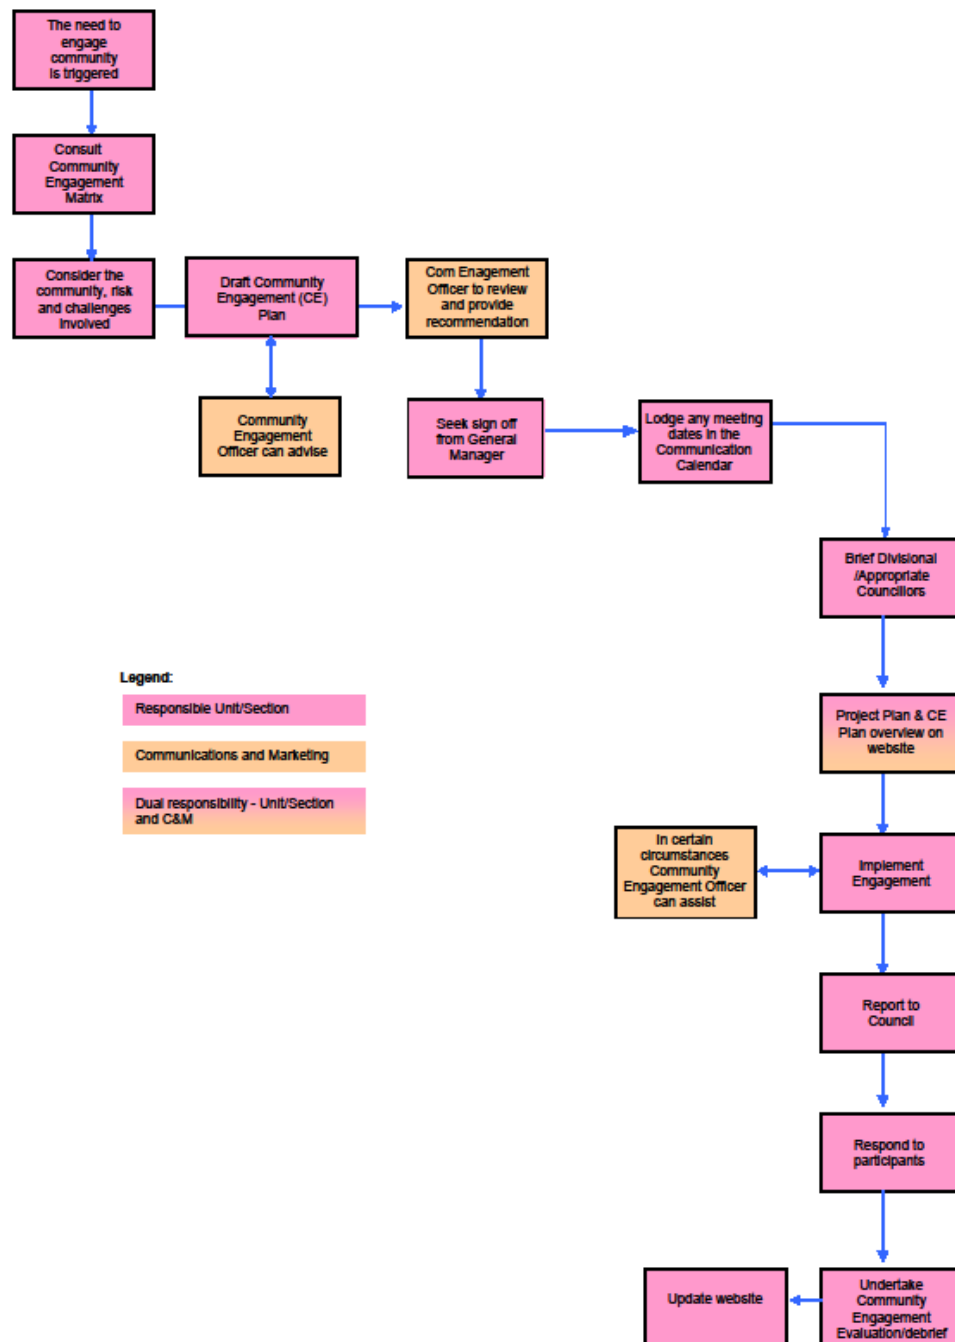 The need to
engage
community
is triggered
Consult
Community
Engagement
Matrix
Consider the
community, risk
and challenges
involved
Draft Community
Engagement (CE)
Plan
Com Enagement
Officer to review
and provide
recommendation
Community
Engagement
Officer can advise
Seek sign off
from General
Manager
Lodge any meeting
dates in the
Communication
Calendar
Brief Divisional
/Appropriate
Councillors
Legend:
Responsible Unit/Section
Communications and Marketing
Dual responsibility - Unit/Section
and C&M
Project Plan & CE
Plan overview on
website
In certain
circumstances
Community
Engagement Officer
can assist
Implement
Engagement
Report to
Council
Respond to
participants
Undertake
Community
Engagement
Evaluation/debrief
Update website